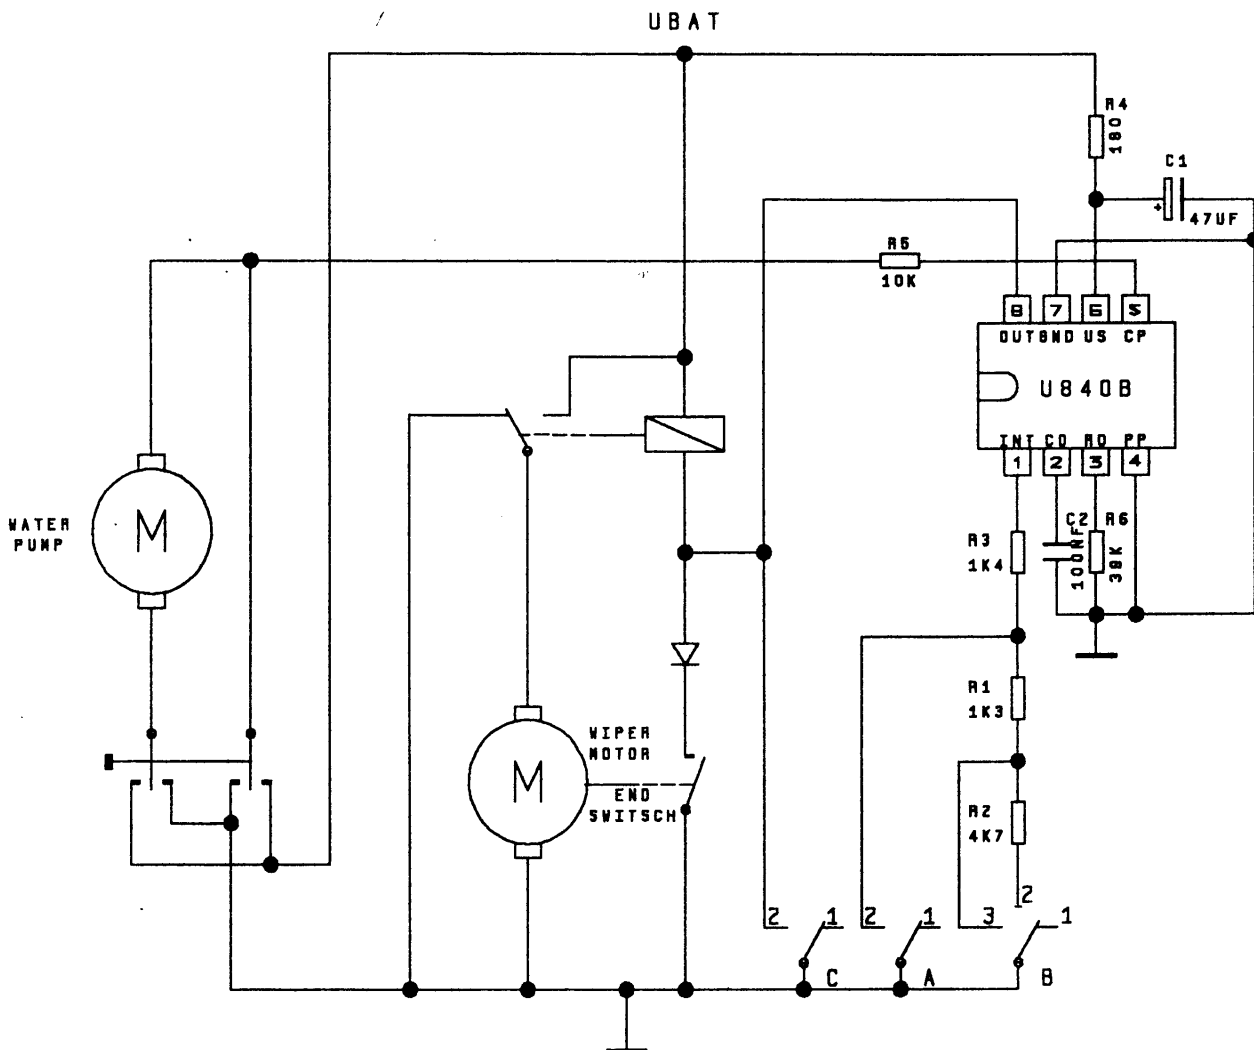 UBAT
R4
180
C1
+
47UF
R5
10K
8 7 6 5
OUT GND US CP
U840B
INT CO RO PP
1 2 3 4
WATER
PUMP
M
R3
1K4
C2
100NF
R6
39K
R1
1K3
WIPER
MOTOR
M
END
SWITSCH
R2
4K7
2
2 1 2 1 3 1
C A B